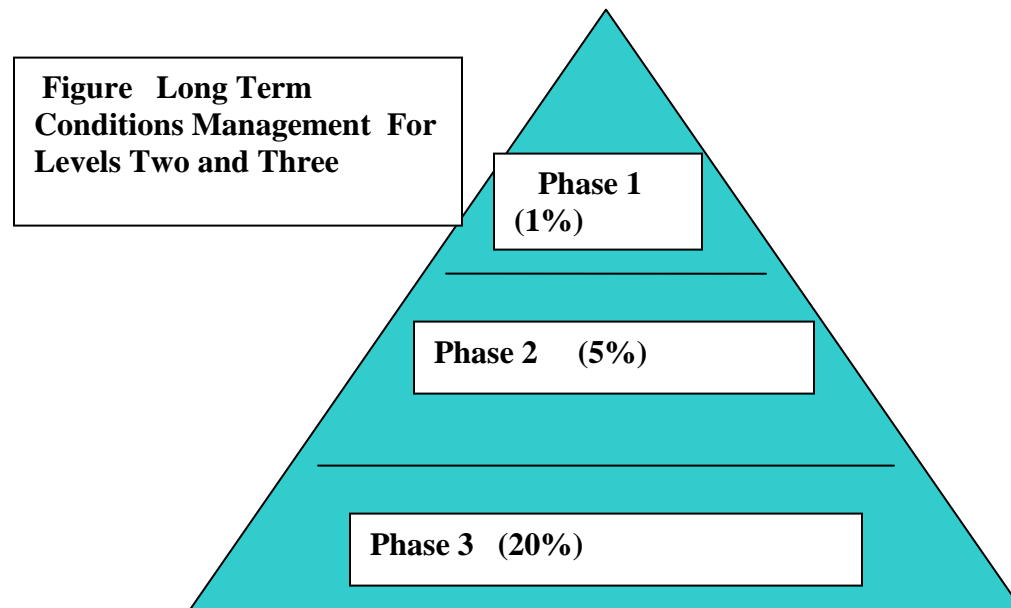 Figure Long Term
Conditions Management For
Levels Two and Three
Phase 1
(1%)
Phase 2 (5%)
Phase 3 (20%)